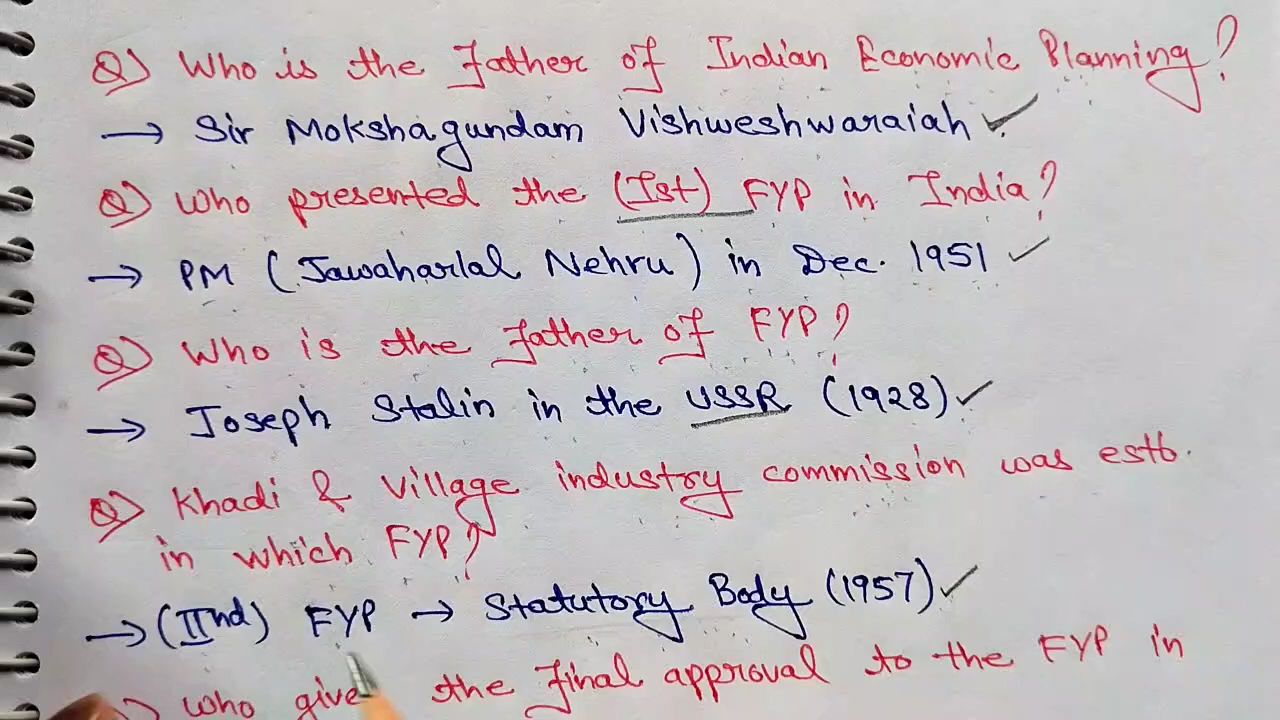 Q) Who is the Father of Indian Economic Planning?
→ Sir Mokshagundam Vishweshwaraiah ✓
Q) Who presented the (Ist) FYP in India?
→ PM (Jawaharlal Nehru) in Dec. 1951 ✓
Q) Who is the Father of FYP?
→ Joseph Stalin in the USSR (1928) ✓
Q) Khadi & Village industry commission was estb.
in which FYP?
→ (IInd) FYP → Statutory Body (1957) ✓
Who give the final approval to the FYP in